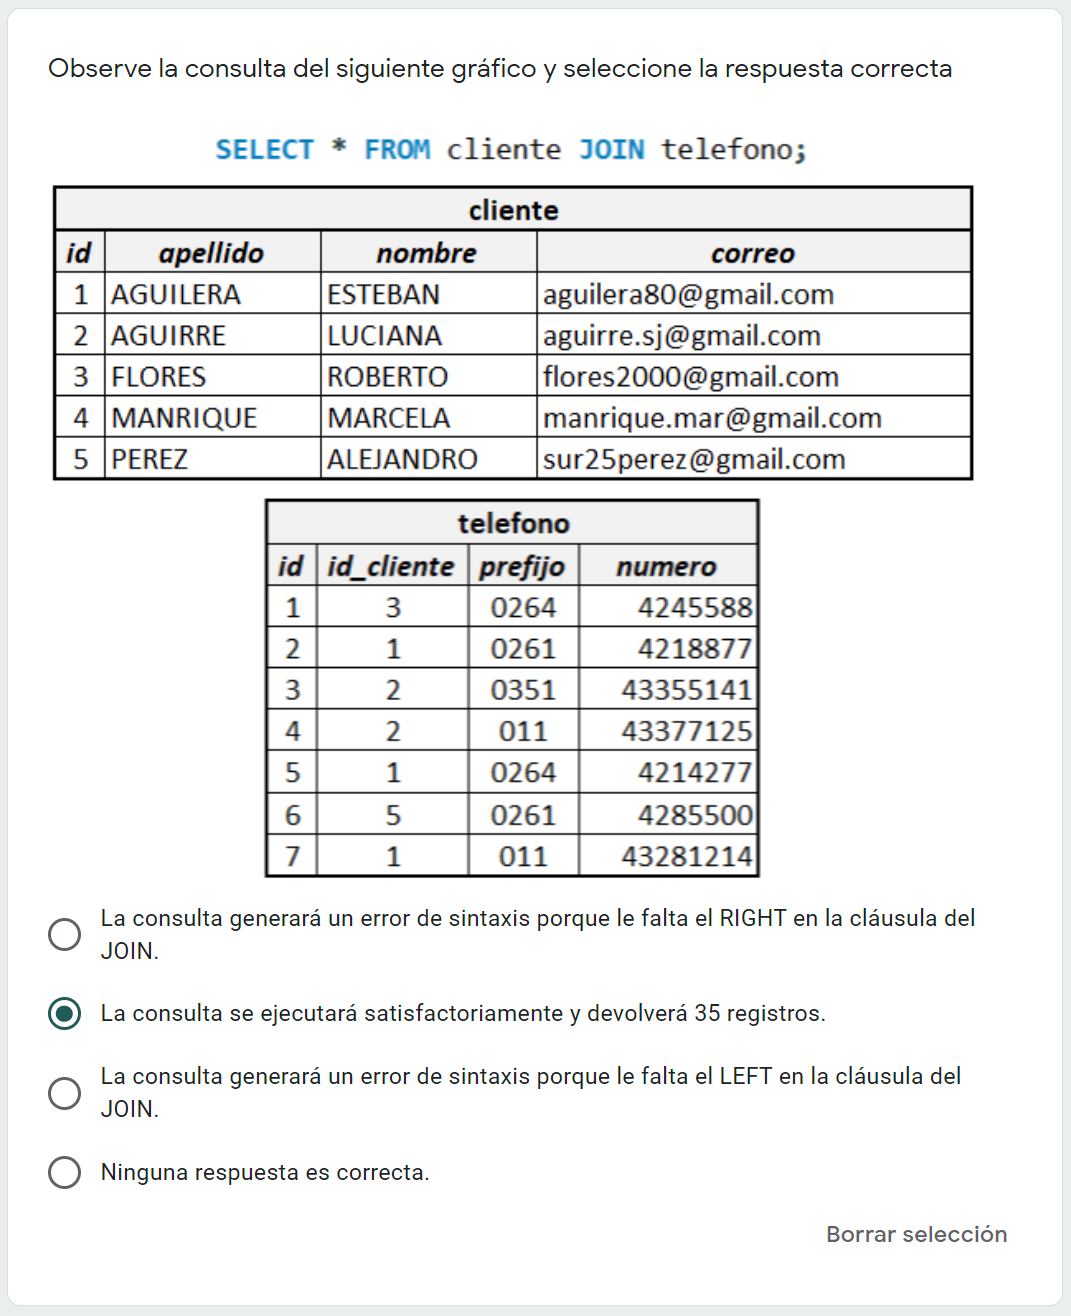 Observe la consulta del siguiente gráfico y seleccione la respuesta correcta
SELECT * FROM cliente JOIN telefono;
cliente
id apellido nombre correo
1 AGUILERA ESTEBAN aguilera80@gmail.com
2 AGUIRRE LUCIANA aguirre.sj@gmail.com
3 FLORES ROBERTO flores2000@gmail.com
4 MANRIQUE MARCELA manrique.mar@gmail.com
5 PEREZ ALEJANDRO sur25perez@gmail.com
telefono
id id_cliente prefijo numero
1 3 0264 4245588
2 1 0261 4218877
3 2 0351 43355141
4 2 011 43377125
5 1 0264 4214277
6 5 0261 4285500
7 1 011 43281214
La consulta generará un error de sintaxis porque le falta el RIGHT en la cláusula del
JOIN.
La consulta se ejecutará satisfactoriamente y devolverá 35 registros.
La consulta generará un error de sintaxis porque le falta el LEFT en la cláusula del
JOIN.
Ninguna respuesta es correcta.
Borrar selección